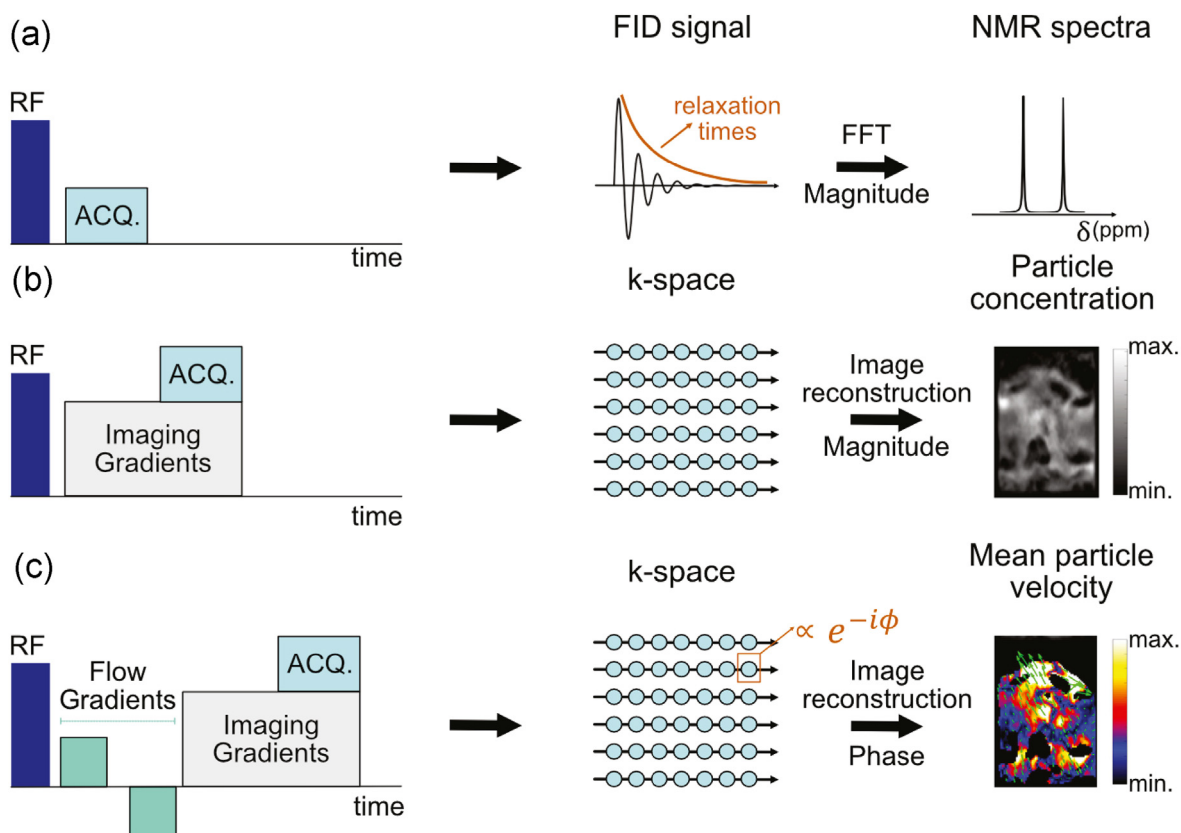 (a)
FID signal
NMR spectra
RF
ACQ.
time
relaxation
times
FFT
Magnitude
δ(ppm)
(b)
k-space
Particle
concentration
RF
ACQ.
Imaging
Gradients
time
Image
reconstruction
Magnitude
max.
min.
(c)
k-space
Mean particle
velocity
RF
Flow
Gradients
ACQ.
Imaging
Gradients
time
∝ e^{-iϕ}
Image
reconstruction
Phase
max.
min.